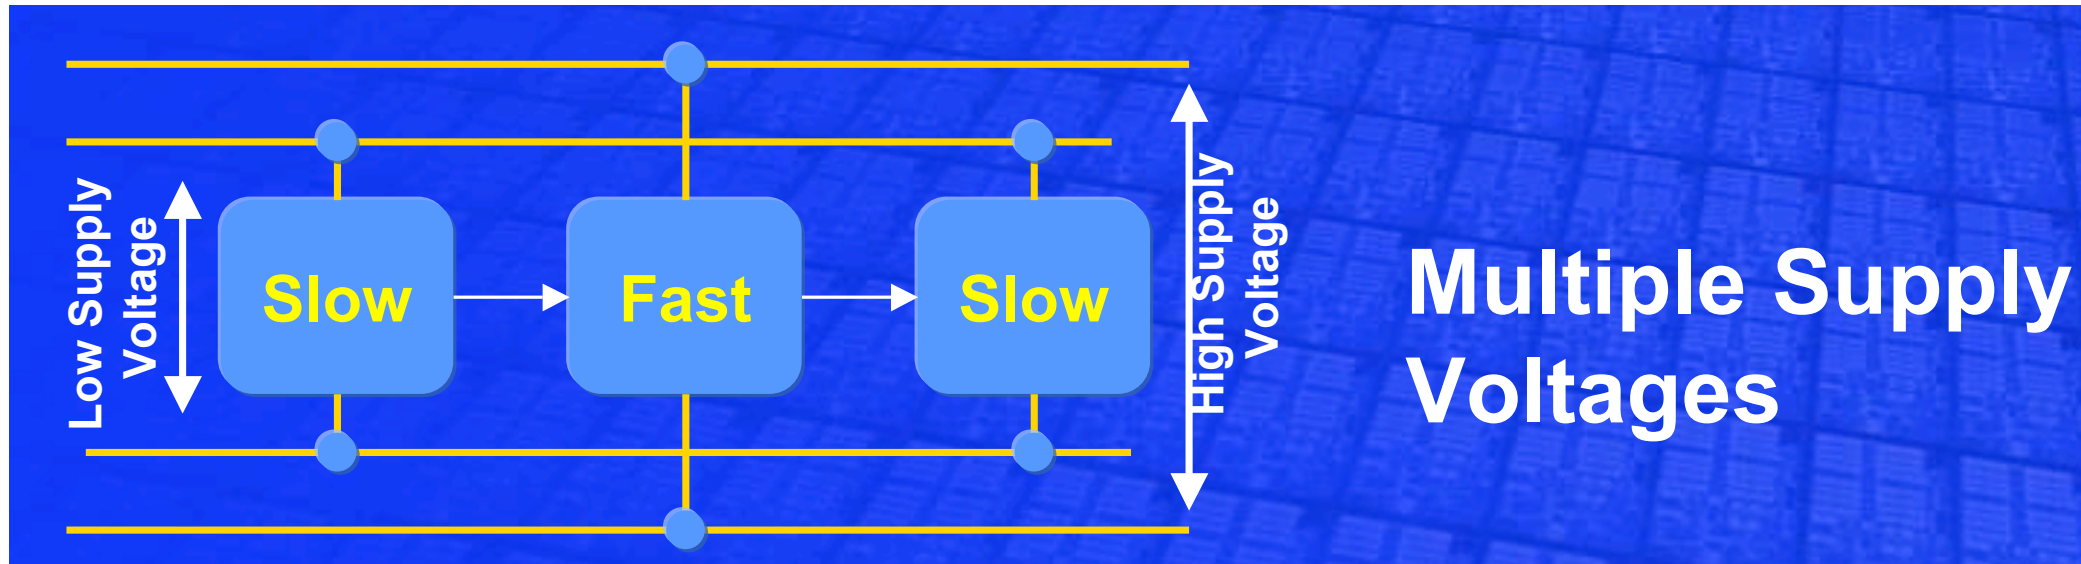 Low Supply
Voltage
Slow
Fast
Slow
High Supply
Voltage
Multiple Supply
Voltages